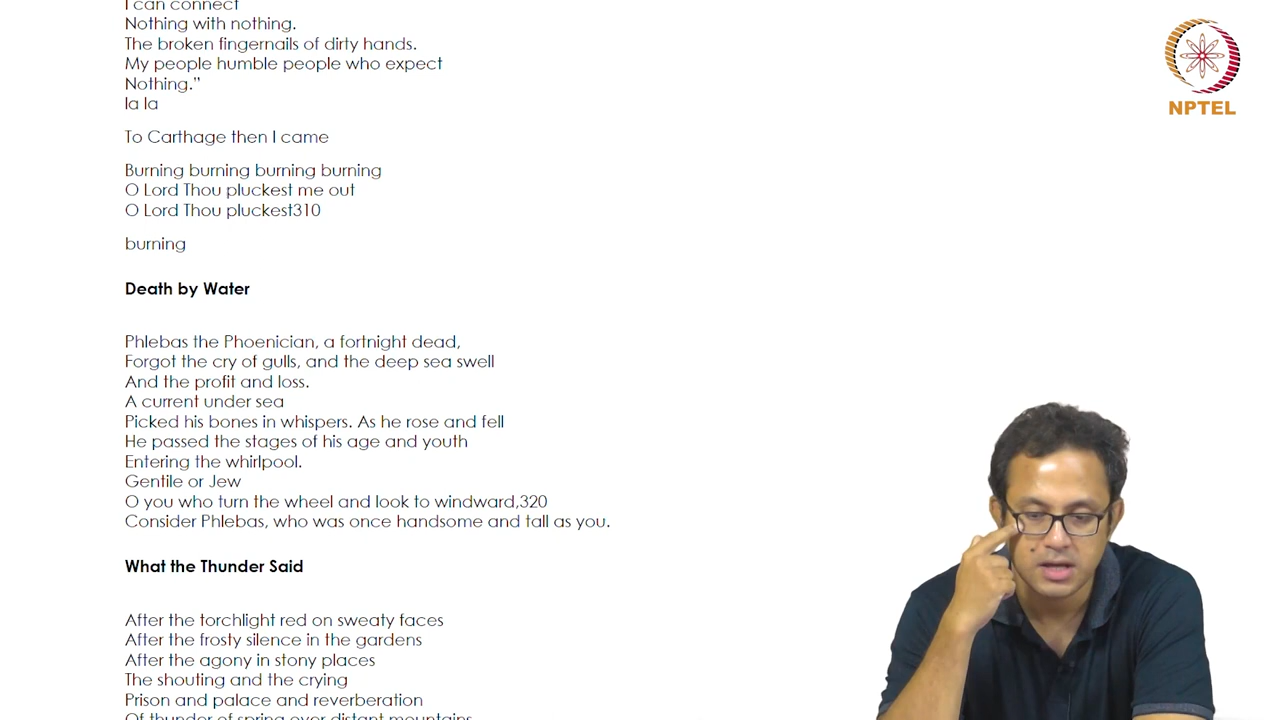 I can connect
Nothing with nothing.
The broken fingernails of dirty hands.
My people humble people who expect
Nothing.”
la la
To Carthage then I came
Burning burning burning burning
O Lord Thou pluckest me out
O Lord Thou pluckest310
burning
Death by Water
Phlebas the Phoenician, a fortnight dead,
Forgot the cry of gulls, and the deep sea swell
And the profit and loss.
A current under sea
Picked his bones in whispers. As he rose and fell
He passed the stages of his age and youth
Entering the whirlpool.
Gentile or Jew
O you who turn the wheel and look to windward,320
Consider Phlebas, who was once handsome and tall as you.
What the Thunder Said
After the torchlight red on sweaty faces
After the frosty silence in the gardens
After the agony in stony places
The shouting and the crying
Prison and palace and reverberation
Of thunder of spring over distant mountains
NPTEL